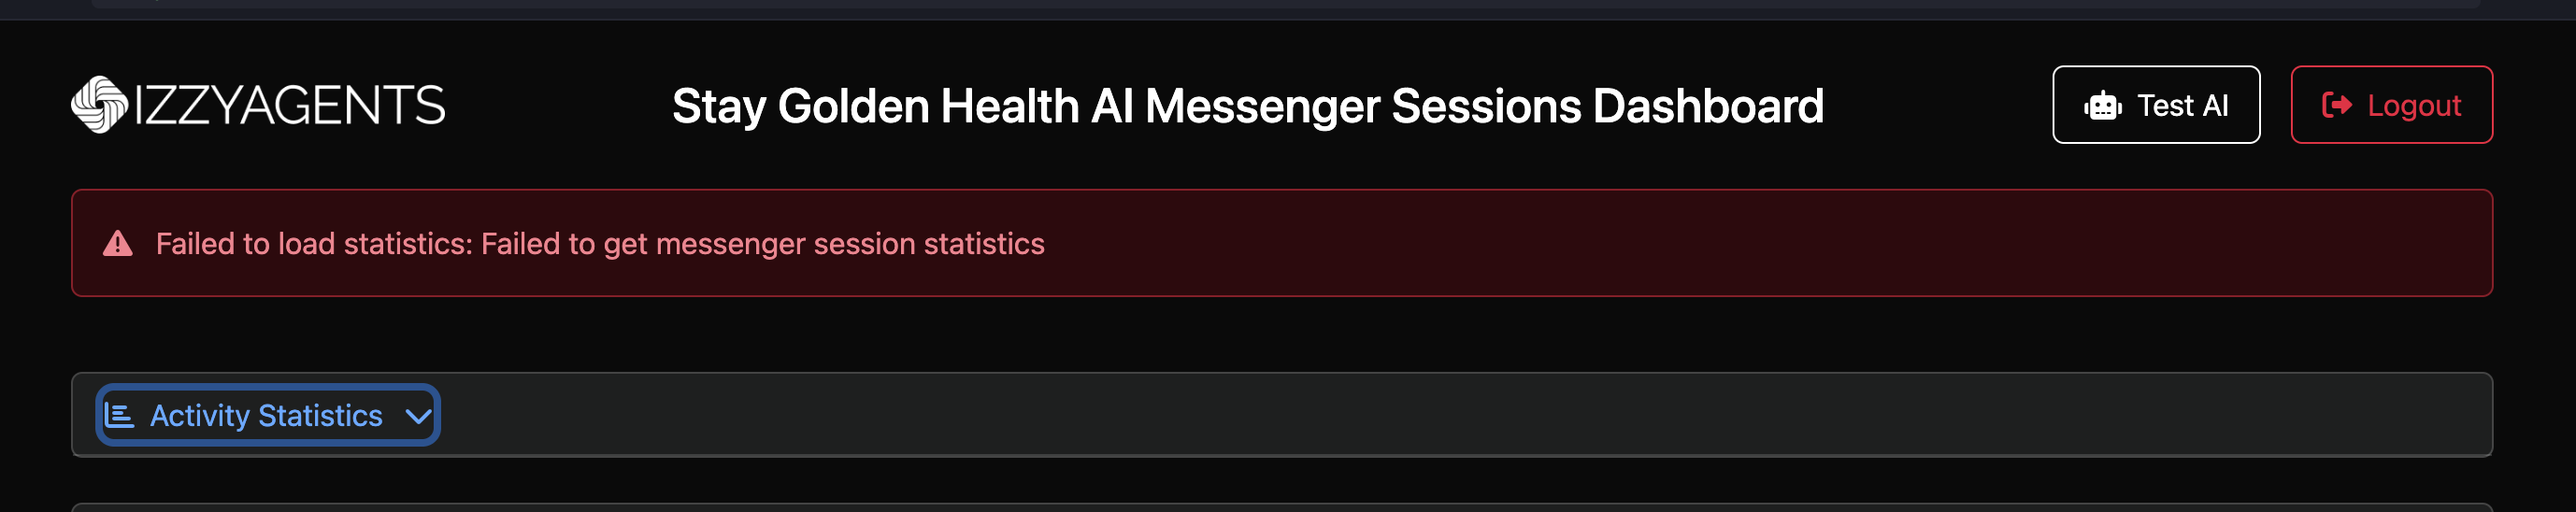 IZZYAGENTS
Stay Golden Health AI Messenger Sessions Dashboard
Test AI
Logout
Failed to load statistics: Failed to get messenger session statistics
Activity Statistics